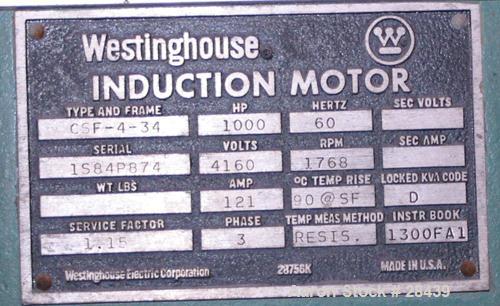 Westinghouse W
INDUCTION MOTOR
TYPE AND FRAME HP HERTZ SEC VOLTS
CSF-4-34 1000 60
SERIAL VOLTS RPM SEC AMP
1S84P874 4160 1768
WT LBS AMP °C TEMP RISE LOCKED KVA CODE
121 90@SF D
SERVICE FACTOR PHASE TEMP MEAS METHOD INSTR BOOK
1.15 3 RESIS. 1300FA1
Westinghouse Electric Corporation 28756K MADE IN U.S.A.
Aaron Stock # 28439